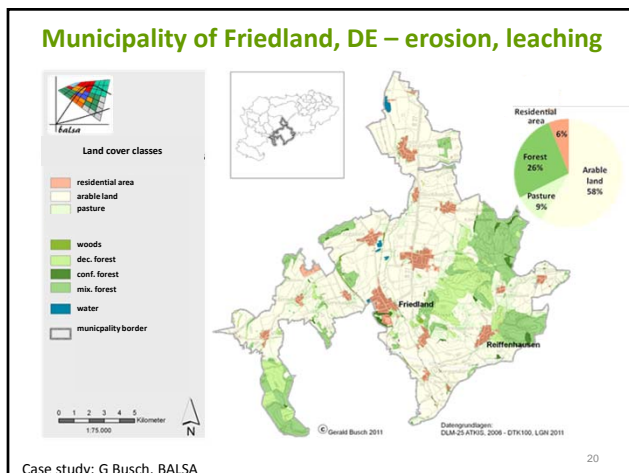 Municipality of Friedland, DE – erosion, leaching
balsa
Land cover classes
residential area
arable land
pasture
woods
dec. forest
conf. forest
mix. forest
water
municpality border
0 1 2 3 4 5
Kilometer
1:75.000
N
Residential
area
6%
Forest
26%
Arable
land
58%
Pasture
9%
Friedland
Reiffenhausen
© Gerald Busch 2011
Datengrundlagen:
DLM-25 ATKIS, 2006 - DTK100, LGN 2011
Case study: G Busch, BALSA
20